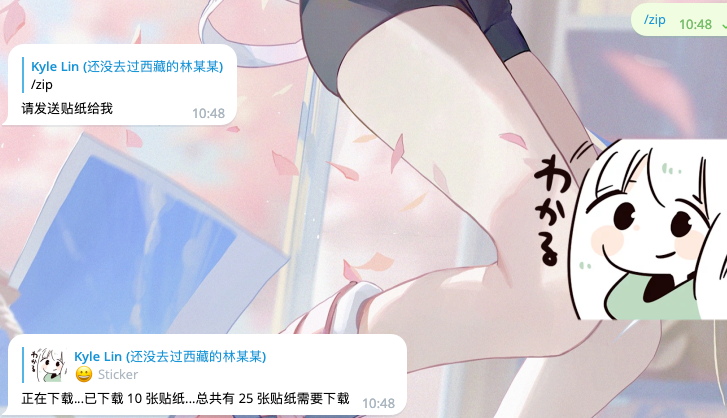 /zip 10:48
Kyle Lin (还没去过西藏的林某某)
/zip
请发送贴纸给我 10:48
わかる
Kyle Lin (还没去过西藏的林某某)
😀 Sticker
正在下载...已下载 10 张贴纸...总共有 25 张贴纸需要下载 10:48